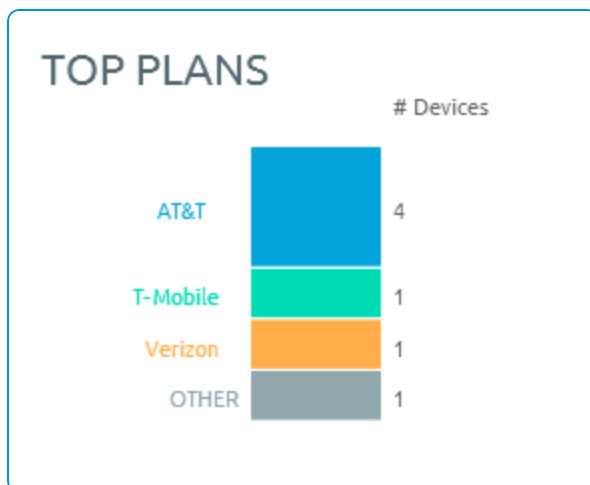 TOP PLANS
# Devices
AT&T 4
T-Mobile 1
Verizon 1
OTHER 1